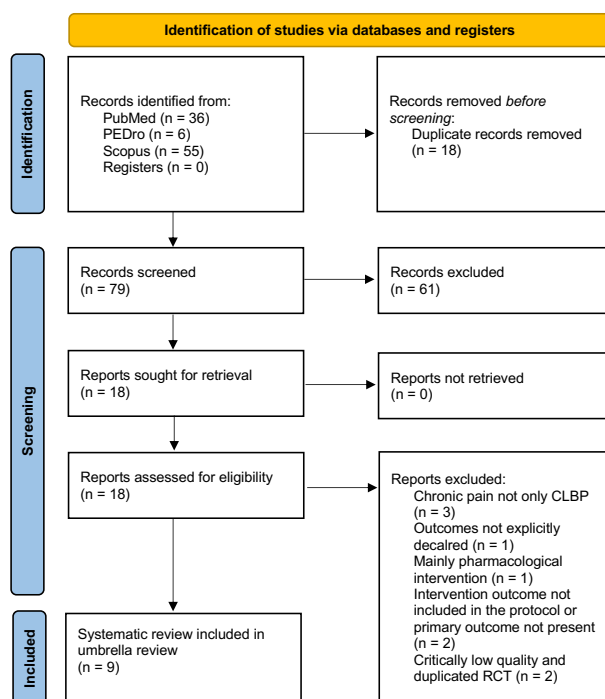 Identification of studies via databases and registers
Identification
Records identified from:
PubMed (n = 36)
PEDro (n = 6)
Scopus (n = 55)
Registers (n = 0)
Records removed before
screening:
Duplicate records removed
(n = 18)
Screening
Records screened
(n = 79)
Records excluded
(n = 61)
Reports sought for retrieval
(n = 18)
Reports not retrieved
(n = 0)
Reports assessed for eligibility
(n = 18)
Reports excluded:
Chronic pain not only CLBP
(n = 3)
Outcomes not explicitly
decalred (n = 1)
Mainly pharmacological
intervention (n = 1)
Intervention outcome not
included in the protocol or
primary outcome not present
(n = 2)
Critically low quality and
duplicated RCT (n = 2)
Included
Systematic review included in
umbrella review
(n = 9)